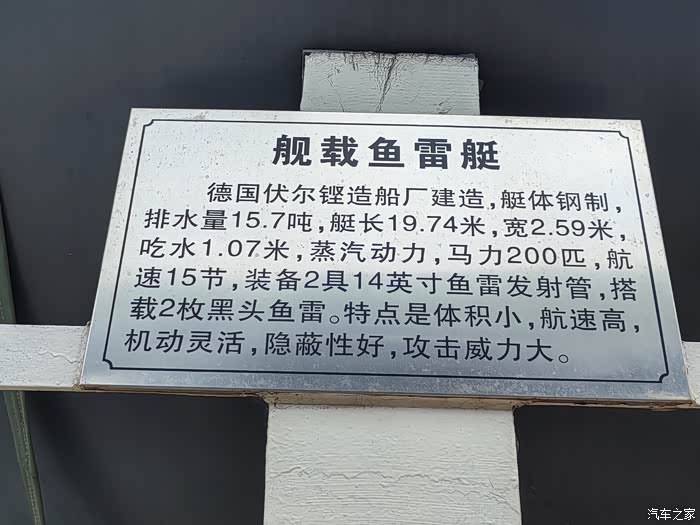 舰载鱼雷艇
德国伏尔铿造船厂建造,艇体钢制,
排水量15.7吨,艇长19.74米,宽2.59米,
吃水1.07米,蒸汽动力,马力200匹,航
速15节,装备2具14英寸鱼雷发射管,搭
载2枚黑头鱼雷。特点是体积小,航速高,
机动灵活,隐蔽性好,攻击威力大。
汽车之家